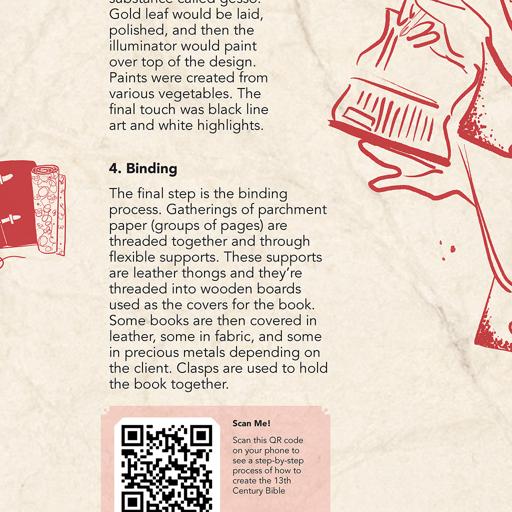 substance called gesso.
Gold leaf would be laid,
polished, and then the
illuminator would paint
over top of the design.
Paints were created from
various vegetables. The
final touch was black line
art and white highlights.
4. Binding
The final step is the binding
process. Gatherings of parchment
paper (groups of pages) are
threaded together and through
flexible supports. These supports
are leather thongs and they’re
threaded into wooden boards
used as the covers for the book.
Some books are then covered in
leather, some in fabric, and some
in precious metals depending on
the client. Clasps are used to hold
the book together.
Scan Me!
Scan this QR code
on your phone to
see a step-by-step
process of how to
create the 13th
Century Bible